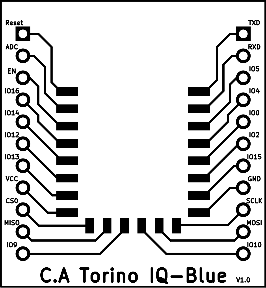 Reset TXD
ADC RXD
EN IO5
IO16 IO4
IO14 IO0
IO12 IO2
IO13 IO15
VCC GND
CS0 SCLK
MISO MOSI
IO9 IO10
C.A Torino IQ-Blue V1.0